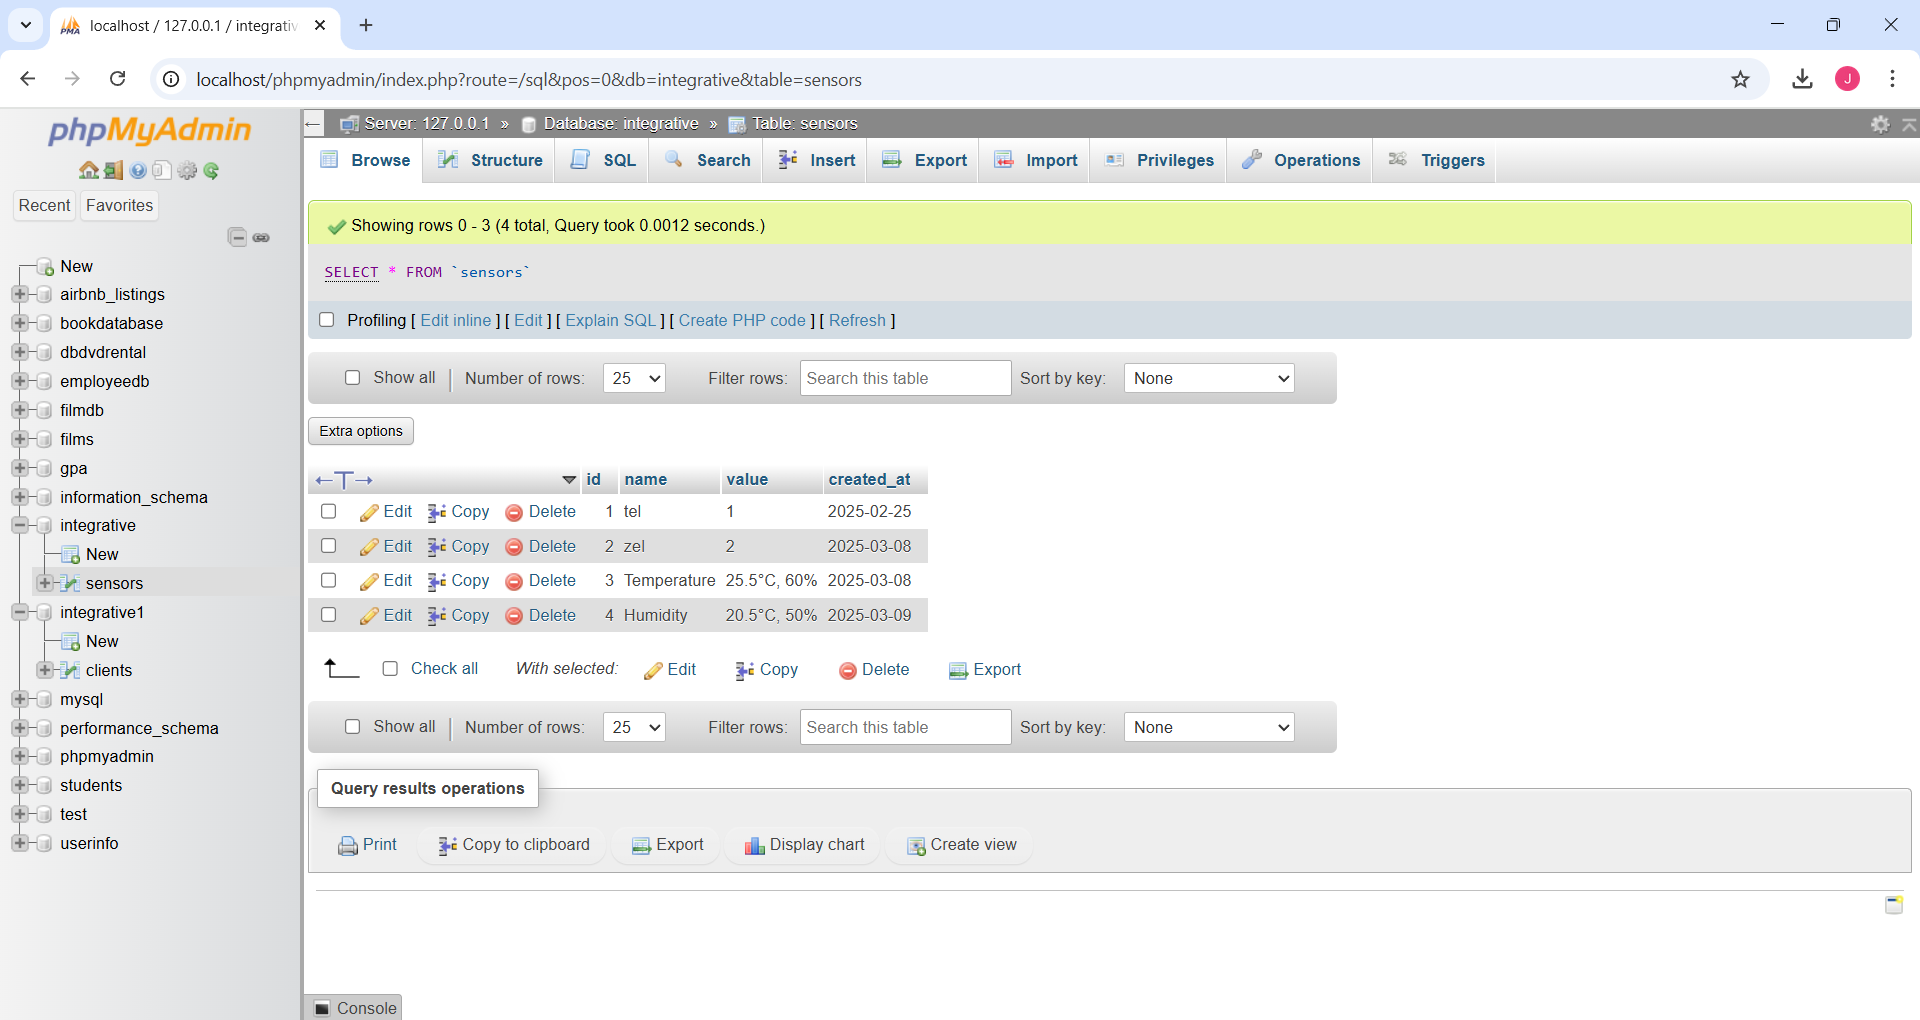 localhost / 127.0.0.1 / integrativ
localhost/phpmyadmin/index.php?route=/sql&pos=0&db=integrative&table=sensors
J
phpMyAdmin
Recent Favorites
New
airbnb_listings
bookdatabase
dbdvdrental
employeedb
filmdb
films
gpa
information_schema
integrative
New
sensors
integrative1
New
clients
mysql
performance_schema
phpmyadmin
students
test
userinfo
Server: 127.0.0.1 » Database: integrative » Table: sensors
Browse Structure SQL Search Insert Export Import Privileges Operations Triggers
Showing rows 0 - 3 (4 total, Query took 0.0012 seconds.)
SELECT * FROM `sensors`
Profiling [ Edit inline ] [ Edit ] [ Explain SQL ] [ Create PHP code ] [ Refresh ]
Show all | Number of rows: 25 Filter rows: Search this table Sort by key: None
Extra options
id name value created_at
Edit Copy Delete 1 tel 1 2025-02-25
Edit Copy Delete 2 zel 2 2025-03-08
Edit Copy Delete 3 Temperature 25.5°C, 60% 2025-03-08
Edit Copy Delete 4 Humidity 20.5°C, 50% 2025-03-09
Check all With selected: Edit Copy Delete Export
Show all | Number of rows: 25 Filter rows: Search this table Sort by key: None
Query results operations
Print Copy to clipboard Export Display chart Create view
Console